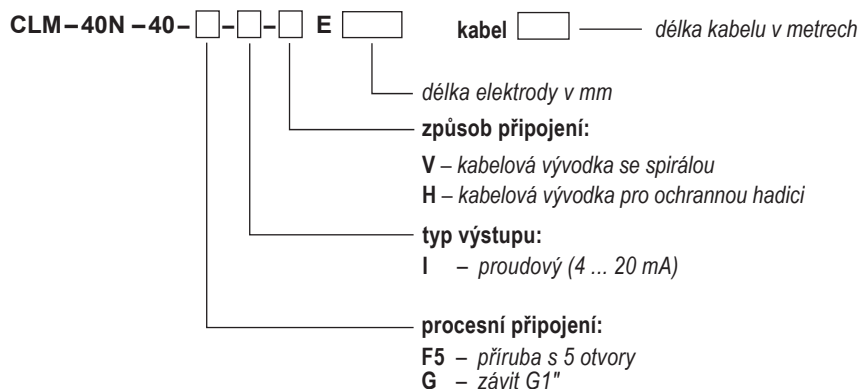 CLM–40N –40– – – E kabel délka kabelu v metrech
délka elektrody v mm
způsob připojení:
V – kabelová vývodka se spirálou
H – kabelová vývodka pro ochrannou hadici
typ výstupu:
I – proudový (4 ... 20 mA)
procesní připojení:
F5 – příruba s 5 otvory
G – závit G1"